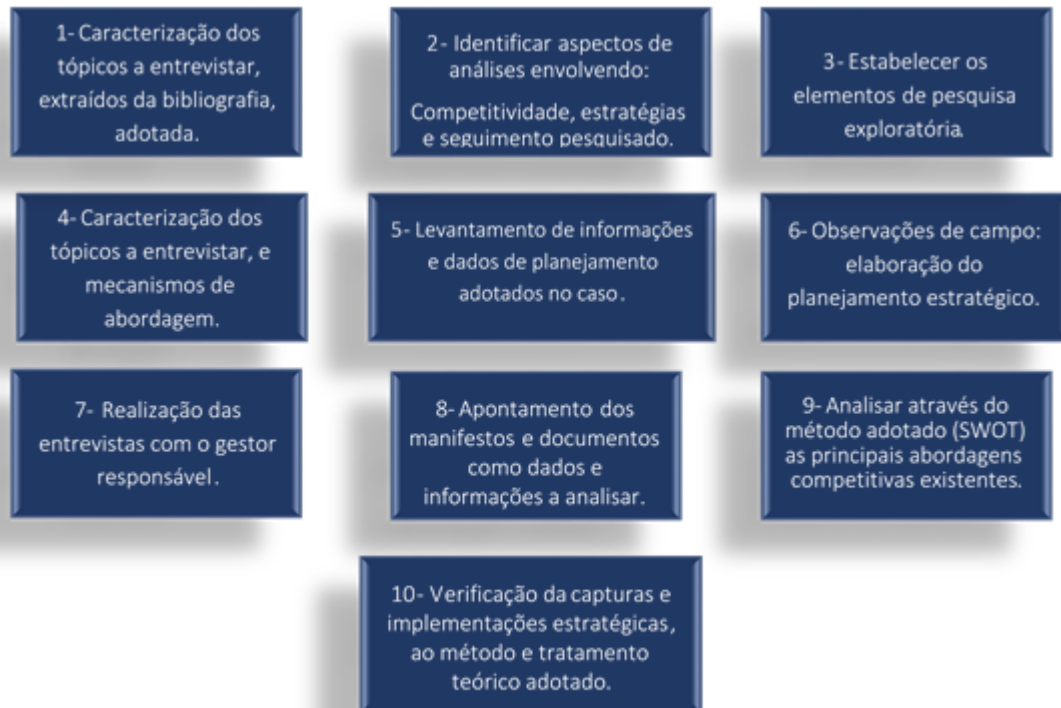 1- Caracterização dos
tópicos a entrevistar,
extraídos da bibliografia,
adotada.
2- Identificar aspectos de
análises envolvendo:
Competitividade, estratégias
e seguimento pesquisado.
3- Estabelecer os
elementos de pesquisa
exploratória.
4- Caracterização dos
tópicos a entrevistar, e
mecanismos de
abordagem.
5- Levantamento de informações
e dados de planejamento
adotados no caso.
6- Observações de campo:
elaboração do
planejamento estratégico.
7- Realização das
entrevistas com o gestor
responsável.
8- Apontamento dos
manifestos e documentos
como dados e
informações a analisar.
9- Analisar através do
método adotado (SWOT)
as principais abordagens
competitivas existentes.
10- Verificação da capturas e
implementações estratégicas,
ao método e tratamento
teórico adotado.